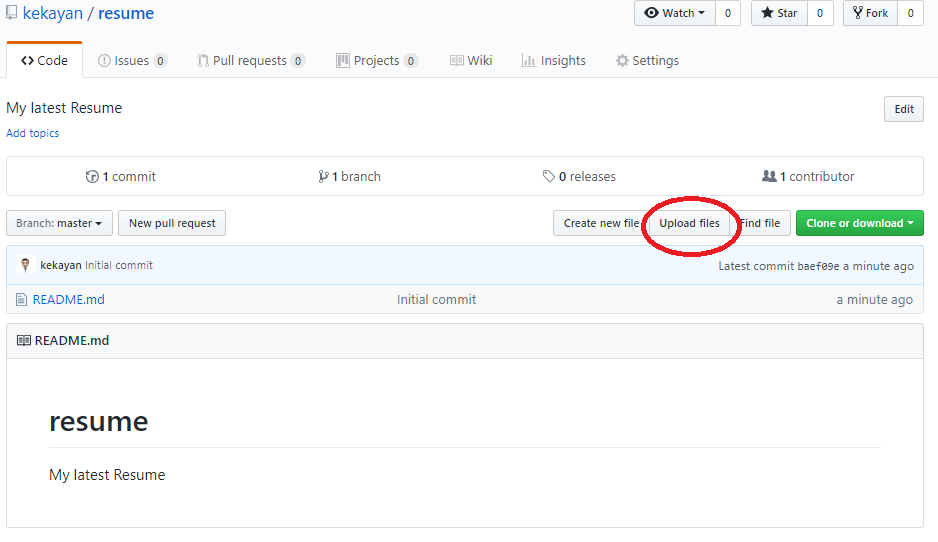 kekayan / resume Watch 0 Star 0 Fork 0
Code Issues 0 Pull requests 0 Projects 0 Wiki Insights Settings
My latest Resume Edit
Add topics
1 commit 1 branch 0 releases 1 contributor
Branch: master New pull request Create new file Upload files Find file Clone or download
kekayan Initial commit Latest commit baef09e a minute ago
README.md Initial commit a minute ago
README.md
resume
My latest Resume